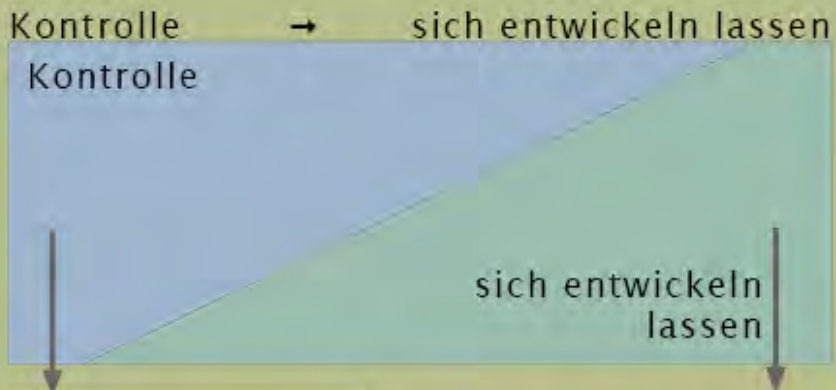 Kontrolle → sich entwickeln lassen
Kontrolle
sich entwickeln
lassen